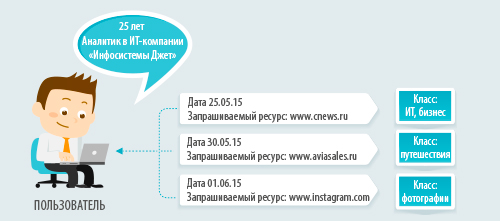 25 лет
Аналитик в ИТ-компании
«Инфосистемы Джет»
Дата 25.05.15
Запрашиваемый ресурс: www.cnews.ru
Класс:
ИТ, бизнес
Дата 30.05.15
Запрашиваемый ресурс: www.aviasales.ru
Класс:
путешествия
Дата 01.06.15
Запрашиваемый ресурс: www.instagram.com
Класс:
фотографии
ПОЛЬЗОВАТЕЛЬ